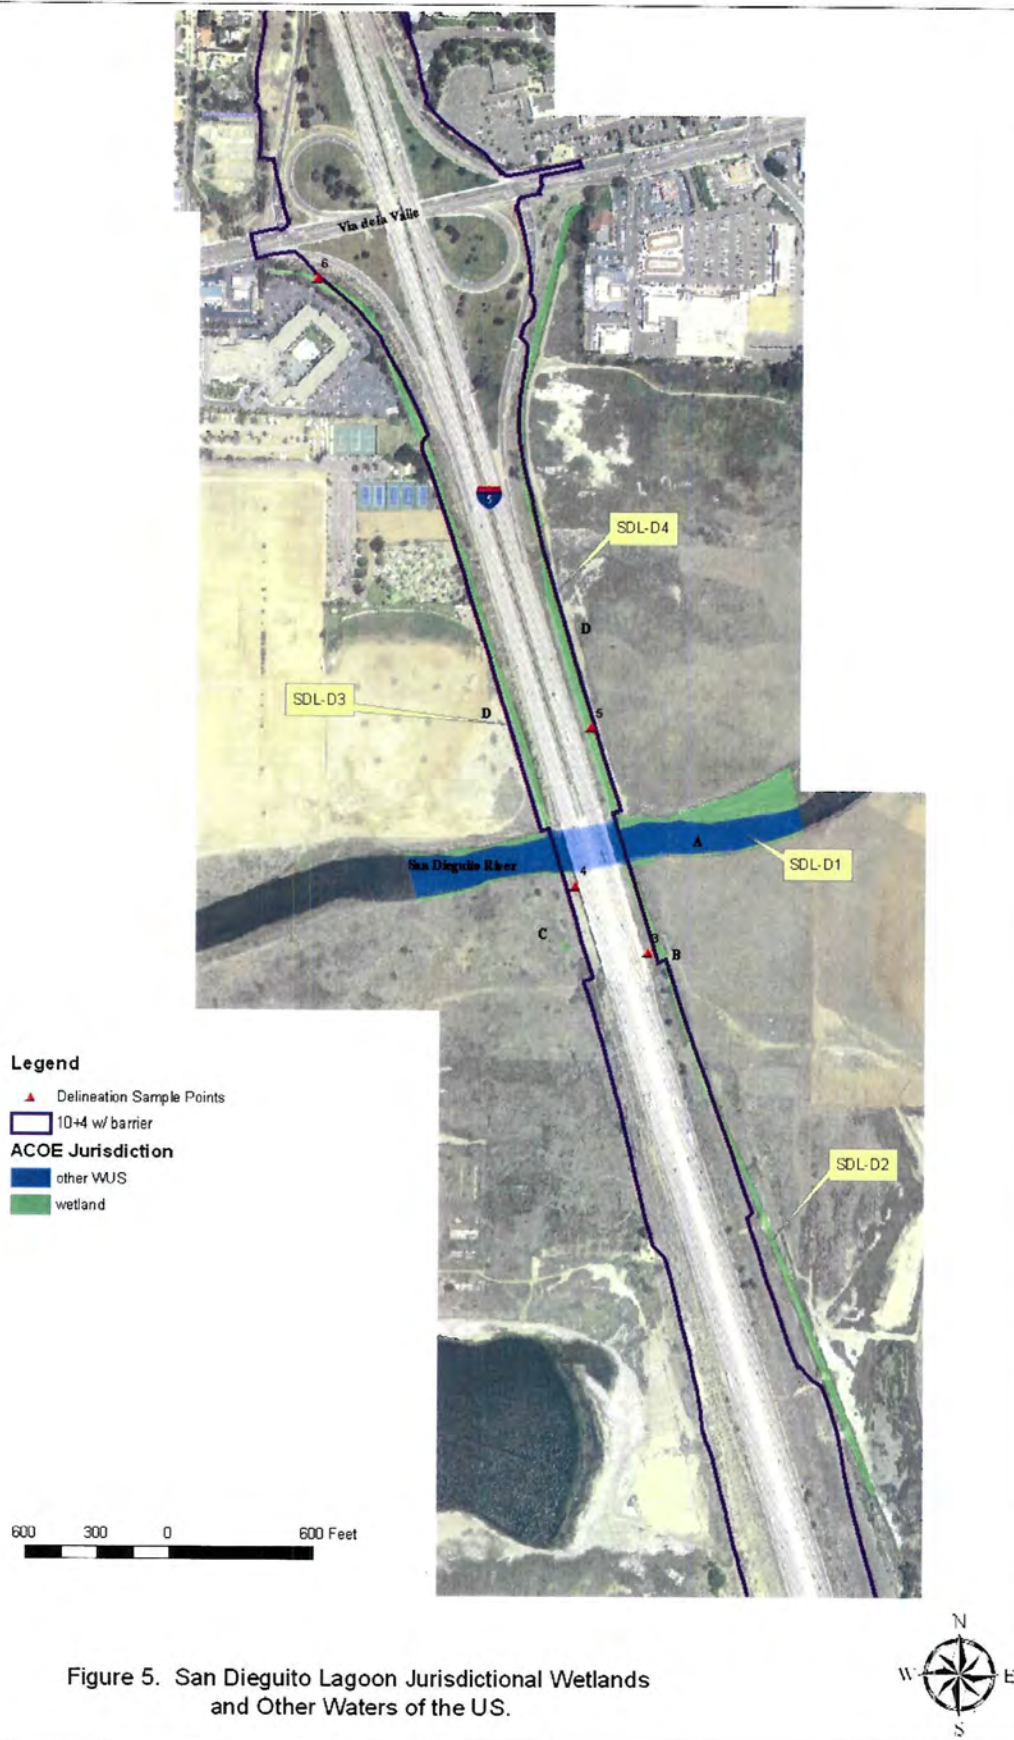 Via de la Valle
6
5
SDL-D4
D
SDL-D3
D
5
A
San Dieguito River
SDL-D1
4
C
3
B
SDL-D2
Legend
Delineation Sample Points
10+4 w/ barrier
ACOE Jurisdiction
other WUS
wetland
600 300 0 600 Feet
N
W E
S
Figure 5. San Dieguito Lagoon Jurisdictional Wetlands
and Other Waters of the US.